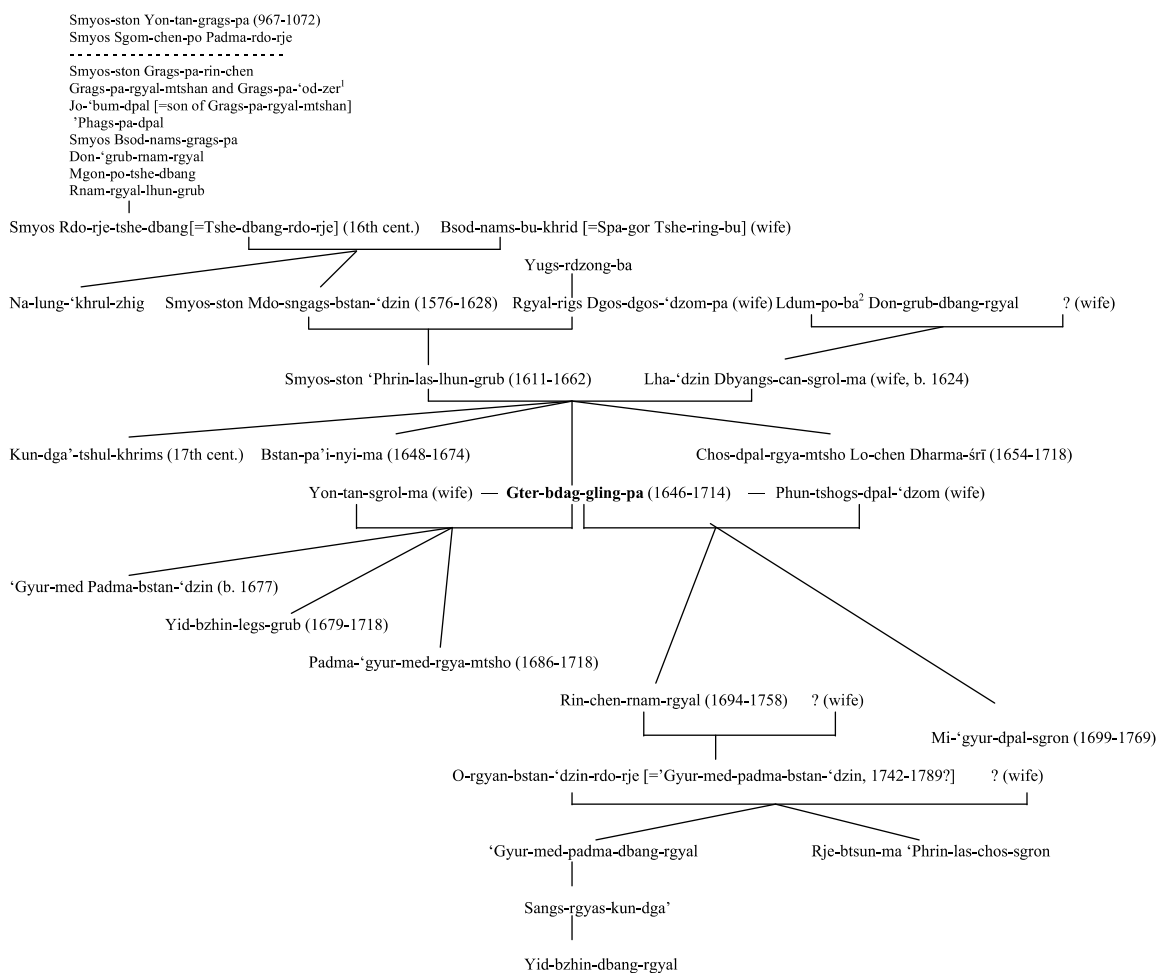 Smyos-ston Yon-tan-grags-pa (967-1072)
Smyos Sgom-chen-po Padma-rdo-rje
Smyos-ston Grags-pa-rin-chen
Grags-pa-rgyal-mtshan and Grags-pa-‘od-zer1
Jo-‘bum-dpal [=son of Grags-pa-rgyal-mtshan]
’Phags-pa-dpal
Smyos Bsod-nams-grags-pa
Don-‘grub-rnam-rgyal
Mgon-po-tshe-dbang
Rnam-rgyal-lhun-grub
Smyos Rdo-rje-tshe-dbang[=Tshe-dbang-rdo-rje] (16th cent.) Bsod-nams-bu-khrid [=Spa-gor Tshe-ring-bu] (wife)
Yugs-rdzong-ba
Na-lung-‘khrul-zhig Smyos-ston Mdo-sngags-bstan-‘dzin (1576-1628) Rgyal-rigs Dgos-dgos-‘dzom-pa (wife) Ldum-po-ba2 Don-grub-dbang-rgyal ? (wife)
Smyos-ston ‘Phrin-las-lhun-grub (1611-1662) Lha-‘dzin Dbyangs-can-sgrol-ma (wife, b. 1624)
Kun-dga’-tshul-khrims (17th cent.) Bstan-pa’i-nyi-ma (1648-1674) Chos-dpal-rgya-mtsho Lo-chen Dharma-śrī (1654-1718)
Yon-tan-sgrol-ma (wife) — Gter-bdag-gling-pa (1646-1714) — Phun-tshogs-dpal-‘dzom (wife)
‘Gyur-med Padma-bstan-‘dzin (b. 1677)
Yid-bzhin-legs-grub (1679-1718)
Padma-‘gyur-med-rgya-mtsho (1686-1718)
Rin-chen-rnam-rgyal (1694-1758) ? (wife)
Mi-‘gyur-dpal-sgron (1699-1769)
O-rgyan-bstan-‘dzin-rdo-rje [=’Gyur-med-padma-bstan-‘dzin, 1742-1789?] ? (wife)
‘Gyur-med-padma-dbang-rgyal Rje-btsun-ma ‘Phrin-las-chos-sgron
Sangs-rgyas-kun-dga’
Yid-bzhin-dbang-rgyal